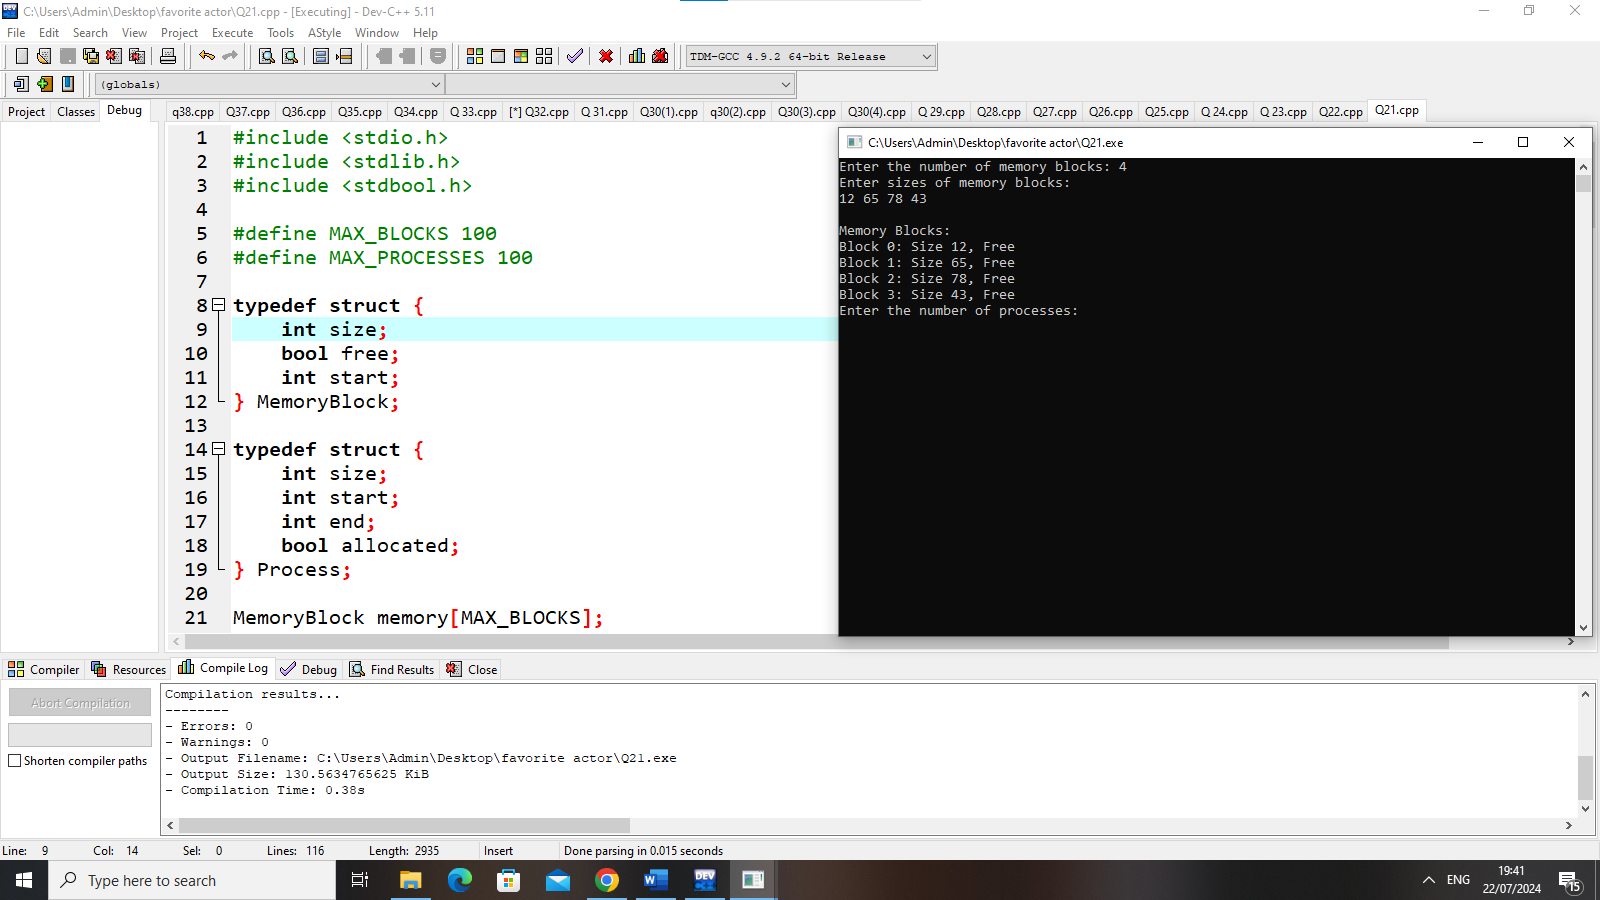 C:\Users\Admin\Desktop\favorite actor\Q21.cpp - [Executing] - Dev-C++ 5.11
File Edit Search View Project Execute Tools AStyle Window Help
TDM-GCC 4.9.2 64-bit Release
(globals)
Project Classes Debug
q38.cpp Q37.cpp Q36.cpp Q35.cpp Q34.cpp Q 33.cpp [*] Q32.cpp Q 31.cpp Q30(1).cpp q30(2).cpp Q30(3).cpp Q30(4).cpp Q 29.cpp Q28.cpp Q27.cpp Q26.cpp Q25.cpp Q 24.cpp Q 23.cpp Q22.cpp Q21.cpp
1 #include <stdio.h>
2 #include <stdlib.h>
3 #include <stdbool.h>
4
5 #define MAX_BLOCKS 100
6 #define MAX_PROCESSES 100
7
8 typedef struct {
9 int size;
10 bool free;
11 int start;
12 } MemoryBlock;
13
14 typedef struct {
15 int size;
16 int start;
17 int end;
18 bool allocated;
19 } Process;
20
21 MemoryBlock memory[MAX_BLOCKS];
C:\Users\Admin\Desktop\favorite actor\Q21.exe
Enter the number of memory blocks: 4
Enter sizes of memory blocks:
12 65 78 43
Memory Blocks:
Block 0: Size 12, Free
Block 1: Size 65, Free
Block 2: Size 78, Free
Block 3: Size 43, Free
Enter the number of processes:
Compiler Resources Compile Log Debug Find Results Close
Abort Compilation
Shorten compiler paths
Compilation results...
--------
- Errors: 0
- Warnings: 0
- Output Filename: C:\Users\Admin\Desktop\favorite actor\Q21.exe
- Output Size: 130.5634765625 KiB
- Compilation Time: 0.38s
Line: 9 Col: 14 Sel: 0 Lines: 116 Length: 2935 Insert Done parsing in 0.015 seconds
Type here to search
W
DEV
ENG
19:41
22/07/2024
15